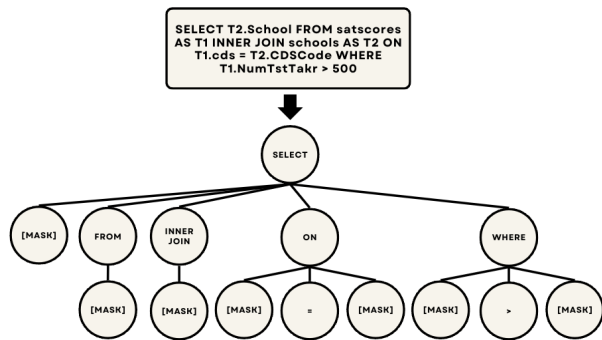 SELECT T2.School FROM satscores
AS T1 INNER JOIN schools AS T2 ON
T1.cds = T2.CDSCode WHERE
T1.NumTstTakr > 500
SELECT
[MASK]
FROM
INNER
JOIN
ON
WHERE
[MASK]
[MASK]
[MASK]
=
[MASK]
[MASK]
>
[MASK]